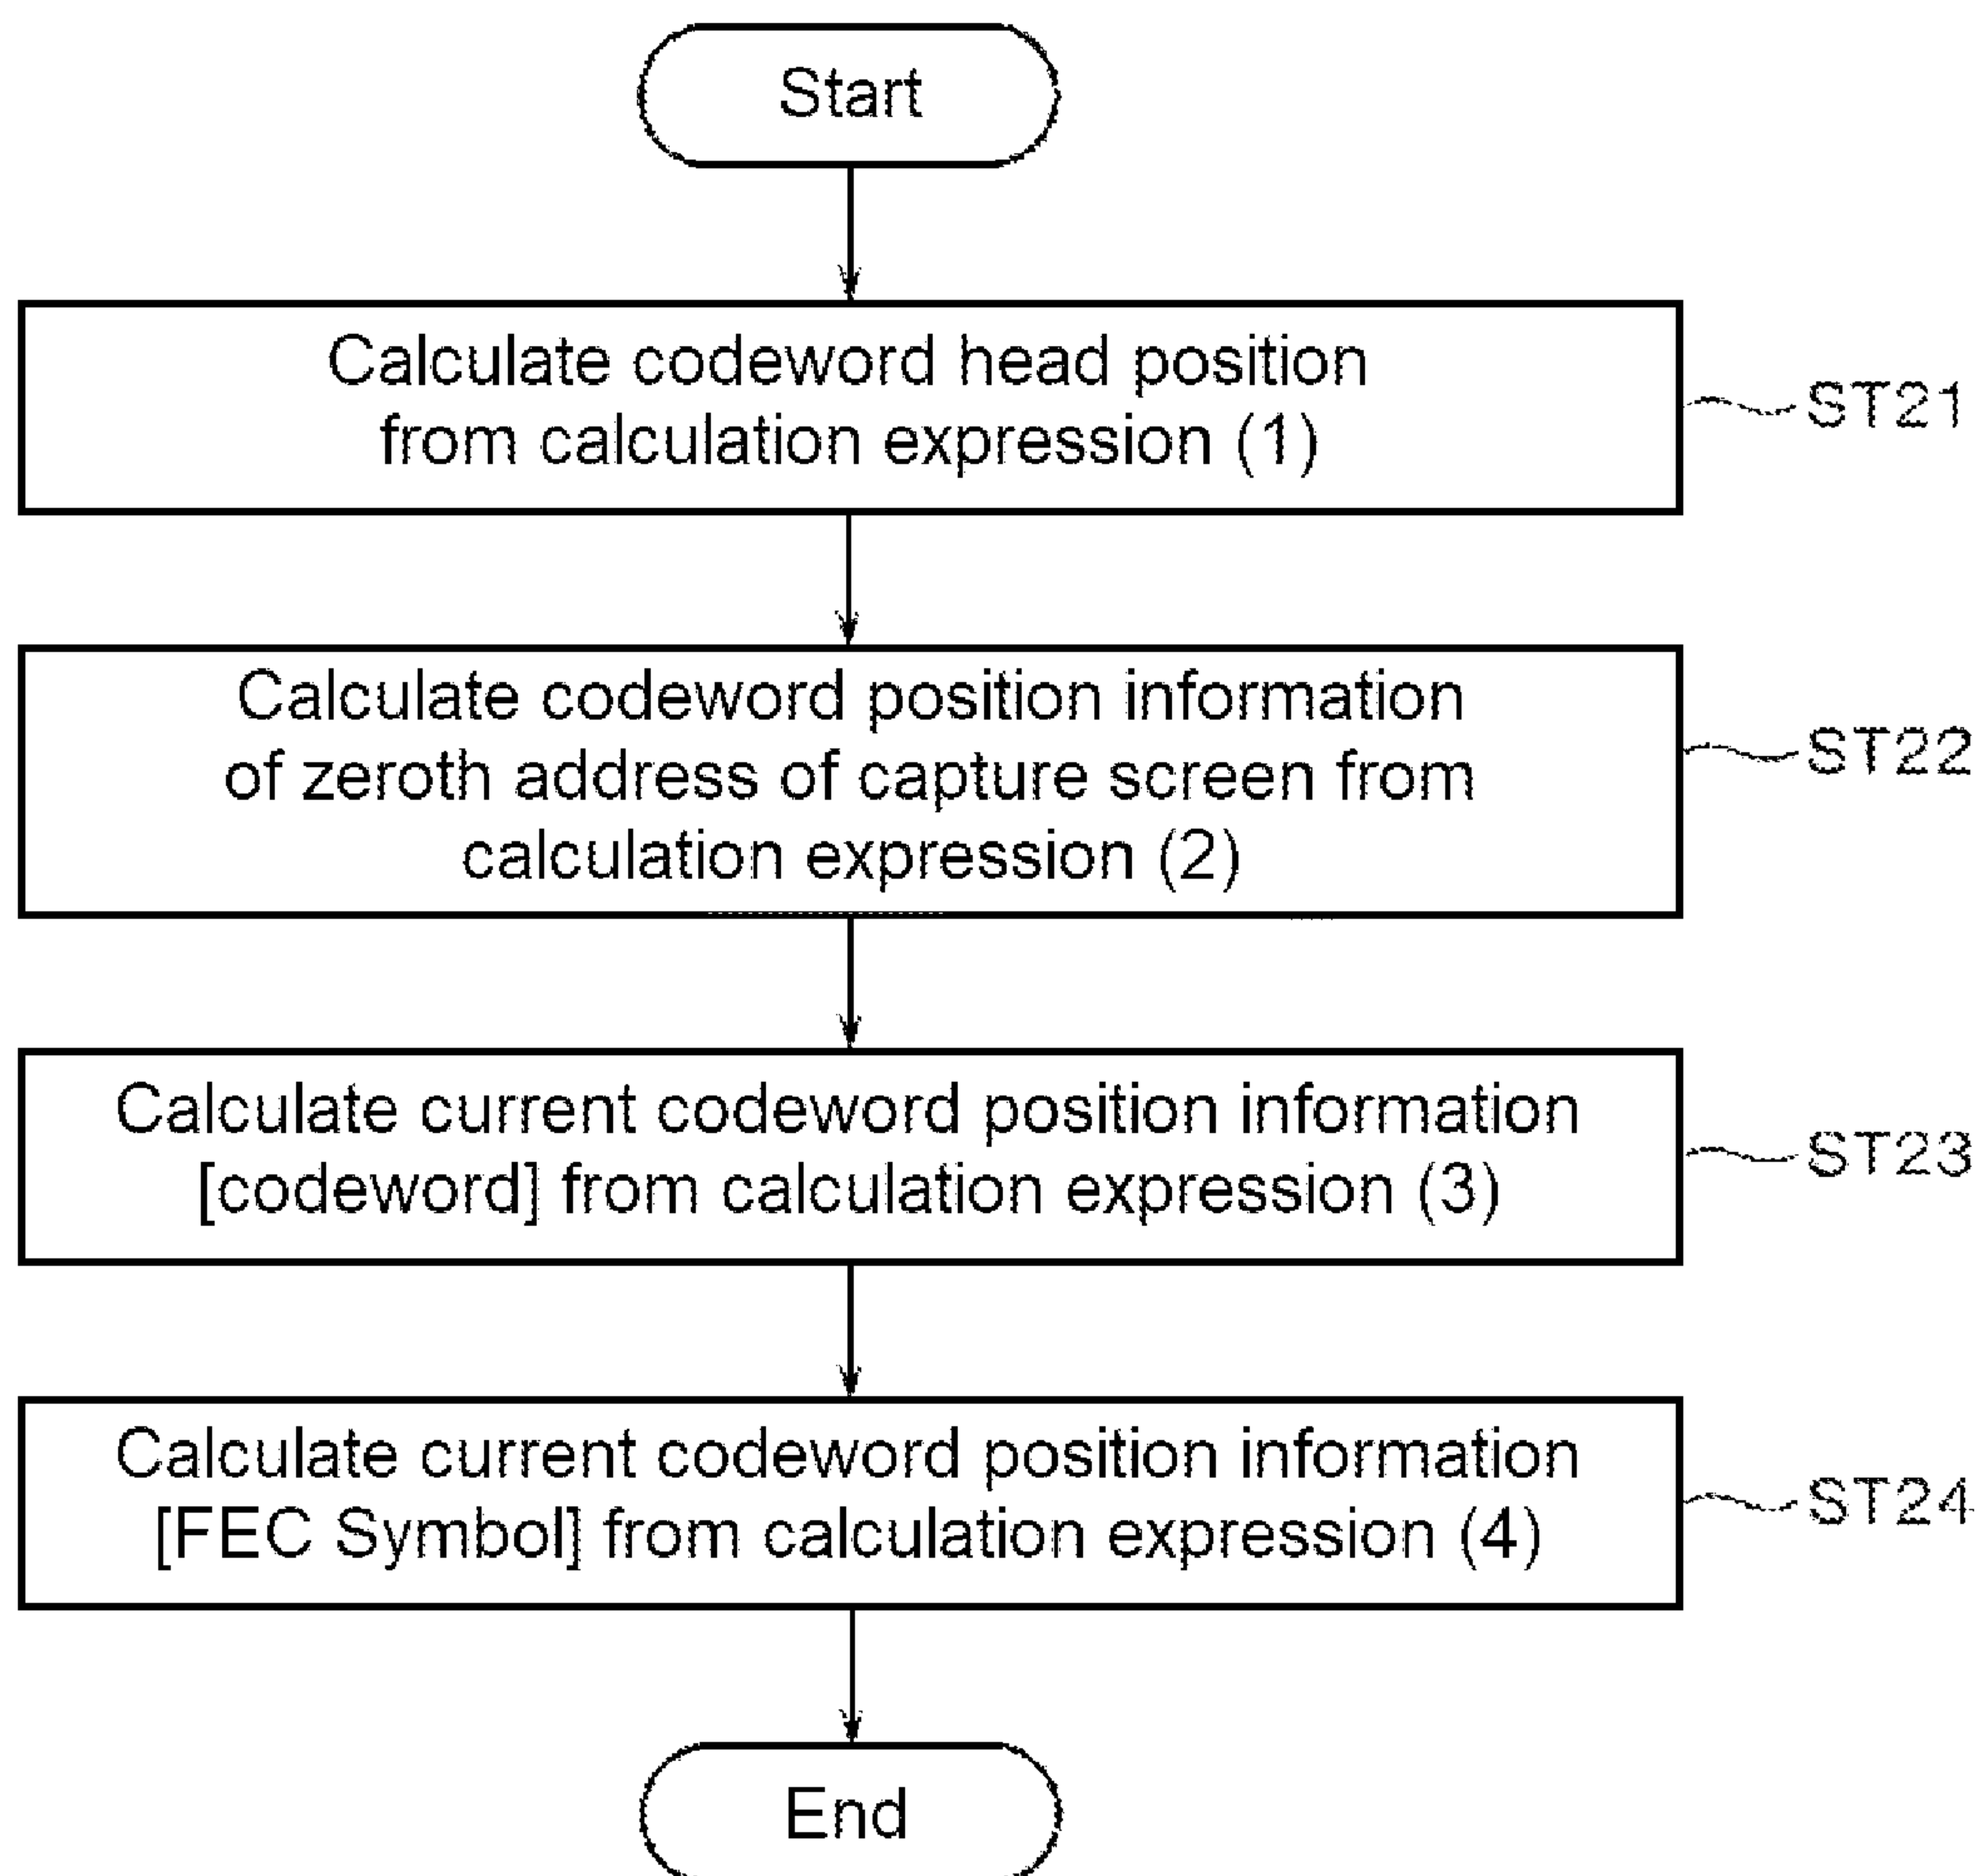 Start
Calculate codeword head position
from calculation expression (1)
ST21
Calculate codeword position information
of zeroth address of capture screen from
calculation expression (2)
ST22
Calculate current codeword position information
[codeword] from calculation expression (3)
ST23
Calculate current codeword position information
[FEC Symbol] from calculation expression (4)
ST24
End